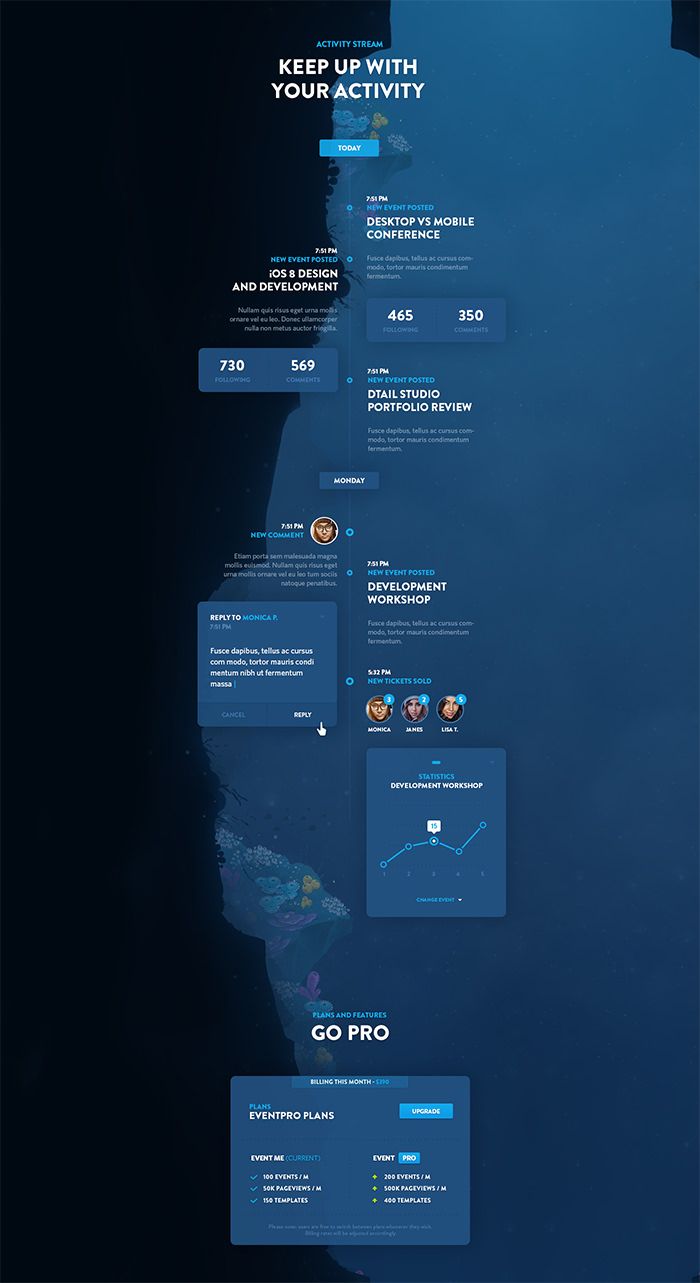 ACTIVITY STREAM
KEEP UP WITH
YOUR ACTIVITY
TODAY
7:51 PM
NEW EVENT POSTED
DESKTOP VS MOBILE
CONFERENCE
Fusce dapibus, tellus ac cursus com-
modo, tortor mauris condimentum
fermentum.
465
350
FOLLOWING
COMMENTS
7:51 PM
NEW EVENT POSTED
iOS 8 DESIGN
AND DEVELOPMENT
Nullam quis risus eget urna mollis
ornare vel eu leo. Donec ullamcorper
nulla non metus auctor fringilla.
730
569
FOLLOWING
COMMENTS
7:51 PM
NEW EVENT POSTED
DTAIL STUDIO
PORTFOLIO REVIEW
Fusce dapibus, tellus ac cursus com-
modo, tortor mauris condimentum
fermentum.
MONDAY
7:51 PM
NEW COMMENT
Etiam porta sem malesuada magna
mollis euismod. Nullam quis risus eget
urna mollis ornare vel eu leo tum sociis
natoque penatibus.
7:51 PM
NEW EVENT POSTED
DEVELOPMENT
WORKSHOP
Fusce dapibus, tellus ac cursus com-
modo, tortor mauris condimentum
fermentum.
REPLY TO MONICA P.
7:51 PM
Fusce dapibus, tellus ac cursus
com modo, tortor mauris condi
mentum nibh ut fermentum
massa
CANCEL
REPLY
5:32 PM
NEW TICKETS SOLD
3
2
5
MONICA
JANES
LISA T.
STATISTICS
DEVELOPMENT WORKSHOP
15
1 2 3 4 5
CHANGE EVENT
PLANS AND FEATURES
GO PRO
BILLING THIS MONTH - $390
PLANS
EVENTPRO PLANS
UPGRADE
EVENT ME (CURRENT)
100 EVENTS / M
50K PAGEVIEWS / M
150 TEMPLATES
EVENT PRO
200 EVENTS / M
500K PAGEVIEWS / M
400 TEMPLATES
Please note: users are free to switch between plans whenever they wish.
Billing rates will be adjusted accordingly.